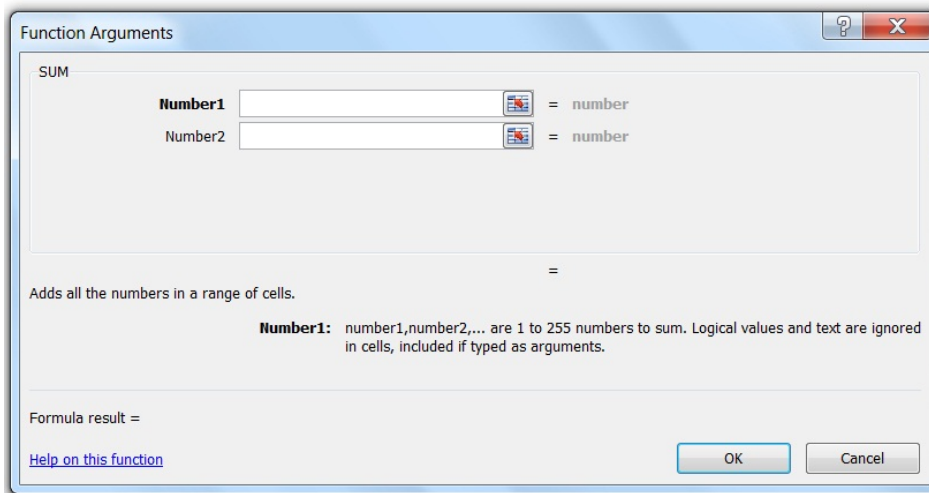 Function Arguments
SUM
Number1 = number
Number2 = number
=
Adds all the numbers in a range of cells.
Number1: number1,number2,... are 1 to 255 numbers to sum. Logical values and text are ignored
in cells, included if typed as arguments.
Formula result =
Help on this function OK Cancel